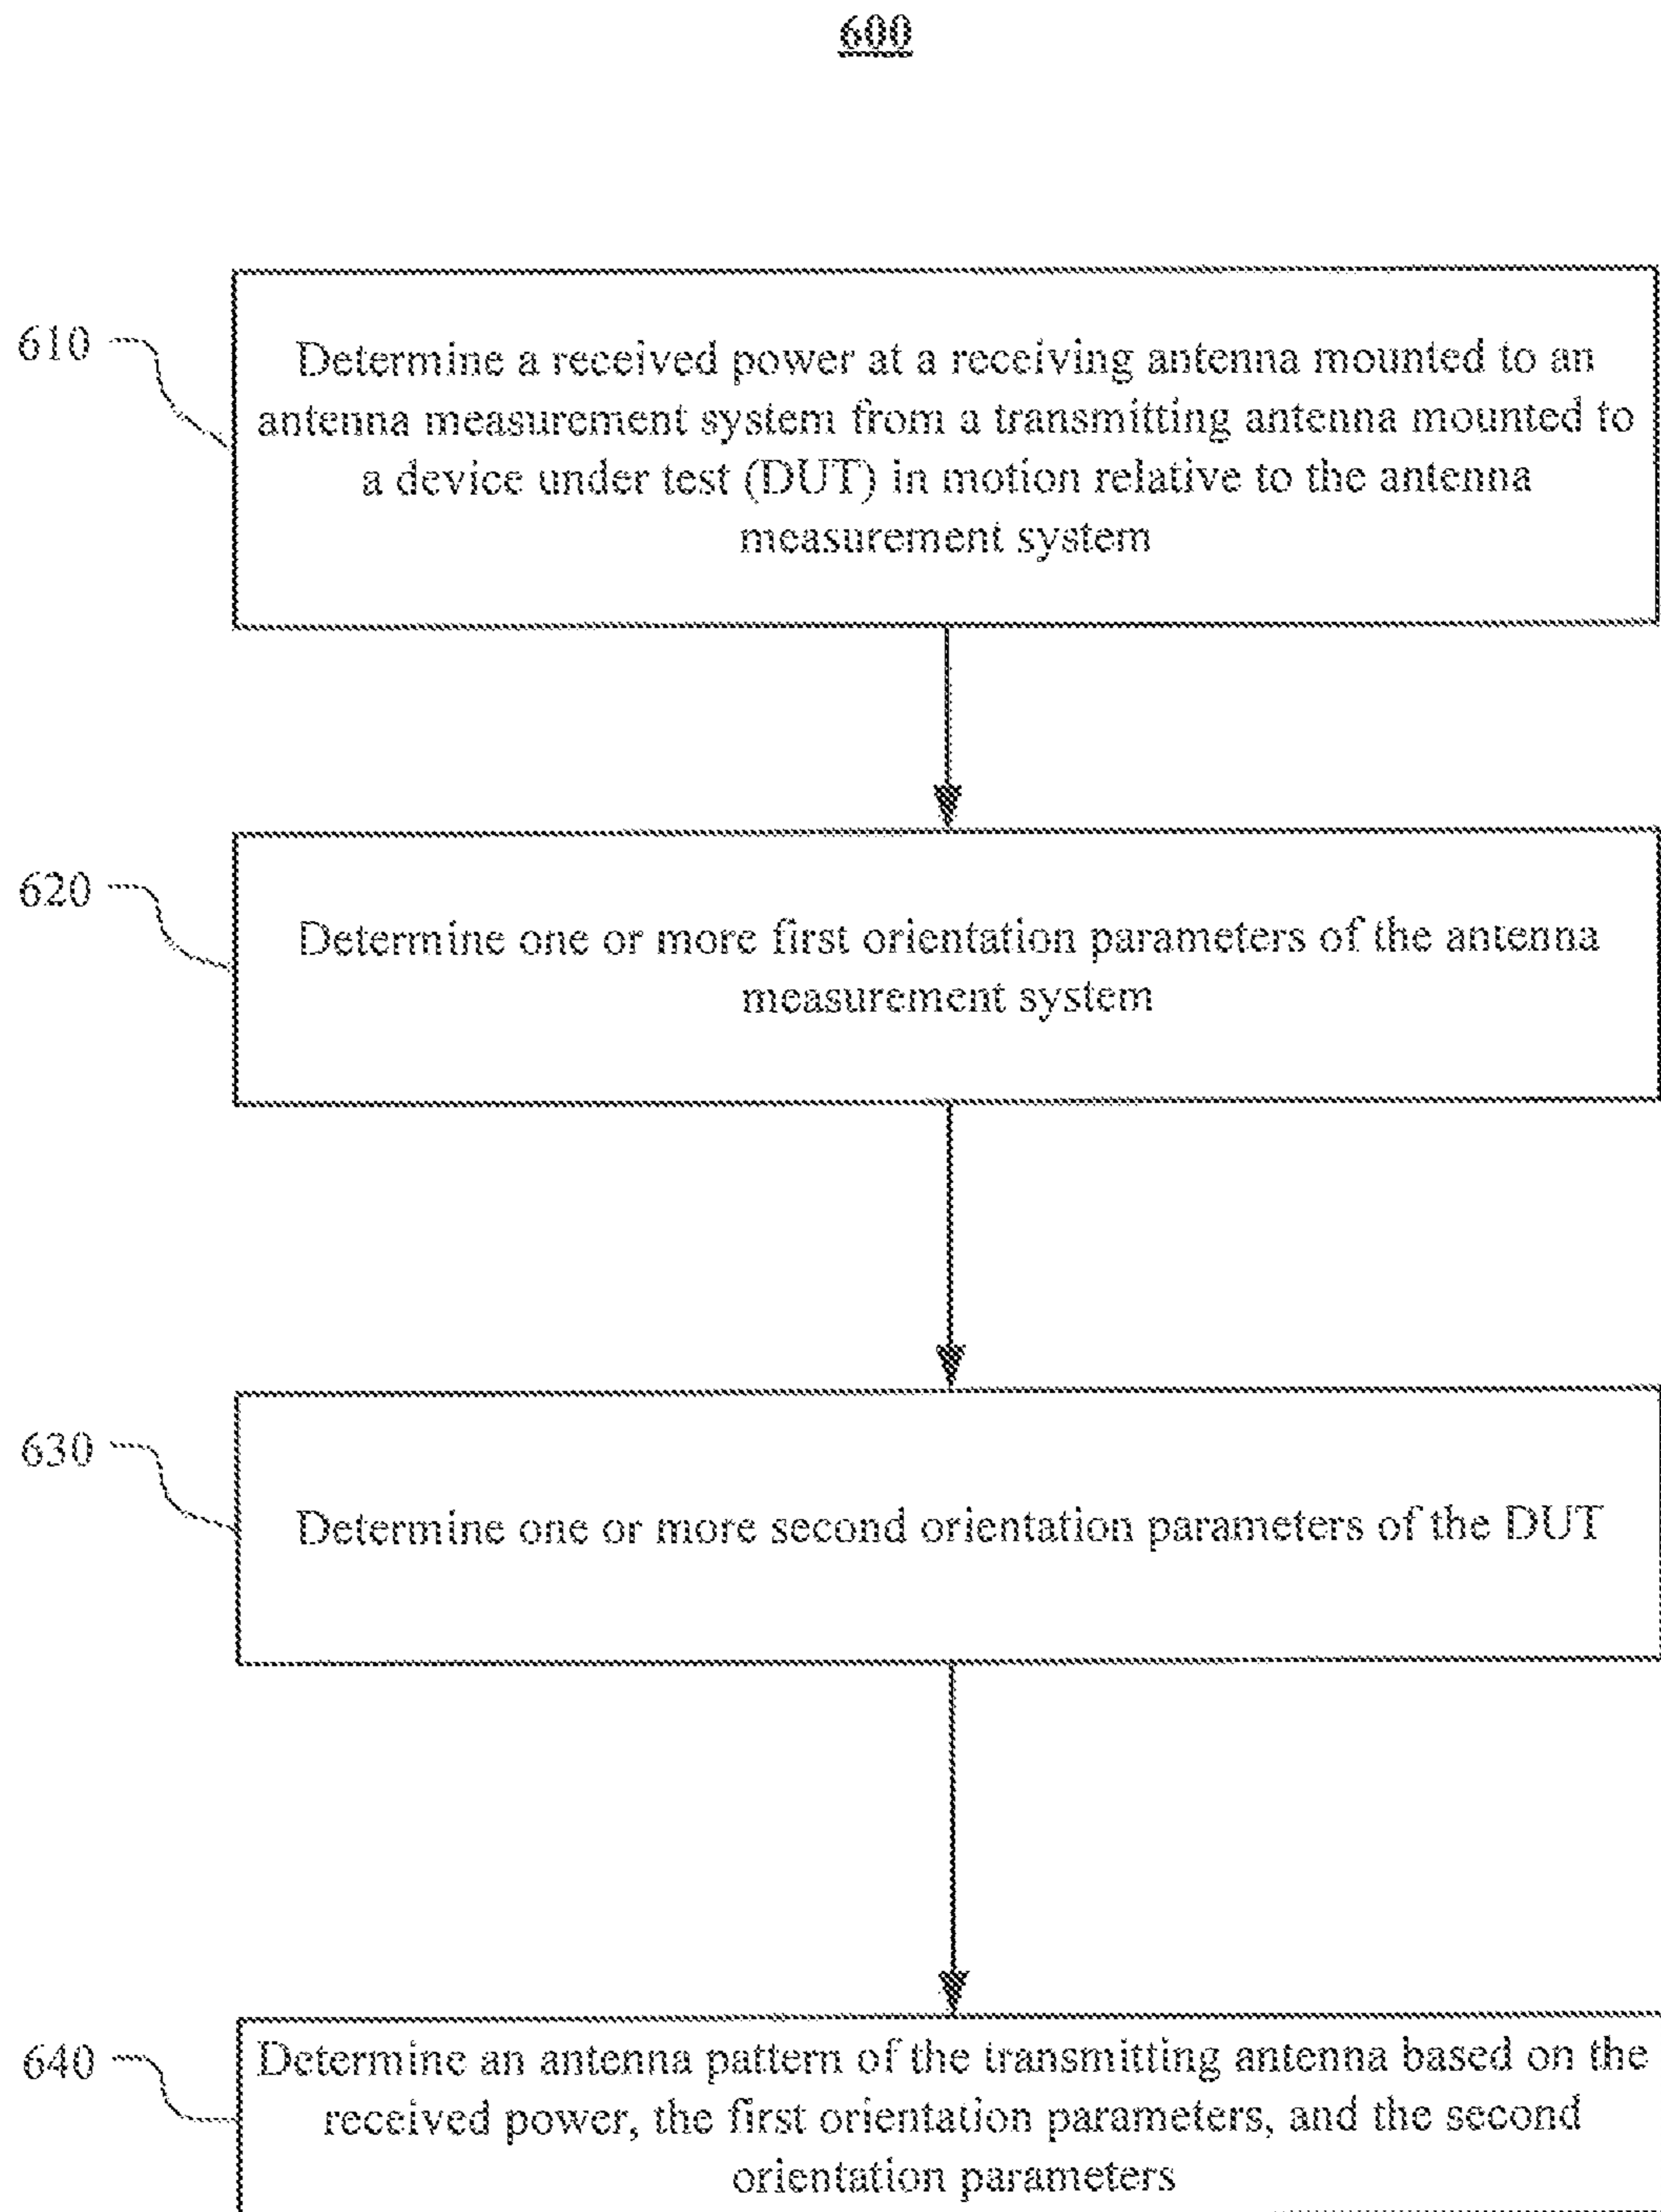 600
610
Determine a received power at a receiving antenna mounted to an
antenna measurement system from a transmitting antenna mounted to
a device under test (DUT) in motion relative to the antenna
measurement system
620
Determine one or more first orientation parameters of the antenna
measurement system
630
Determine one or more second orientation parameters of the DUT
640
Determine an antenna pattern of the transmitting antenna based on the
received power, the first orientation parameters, and the second
orientation parameters